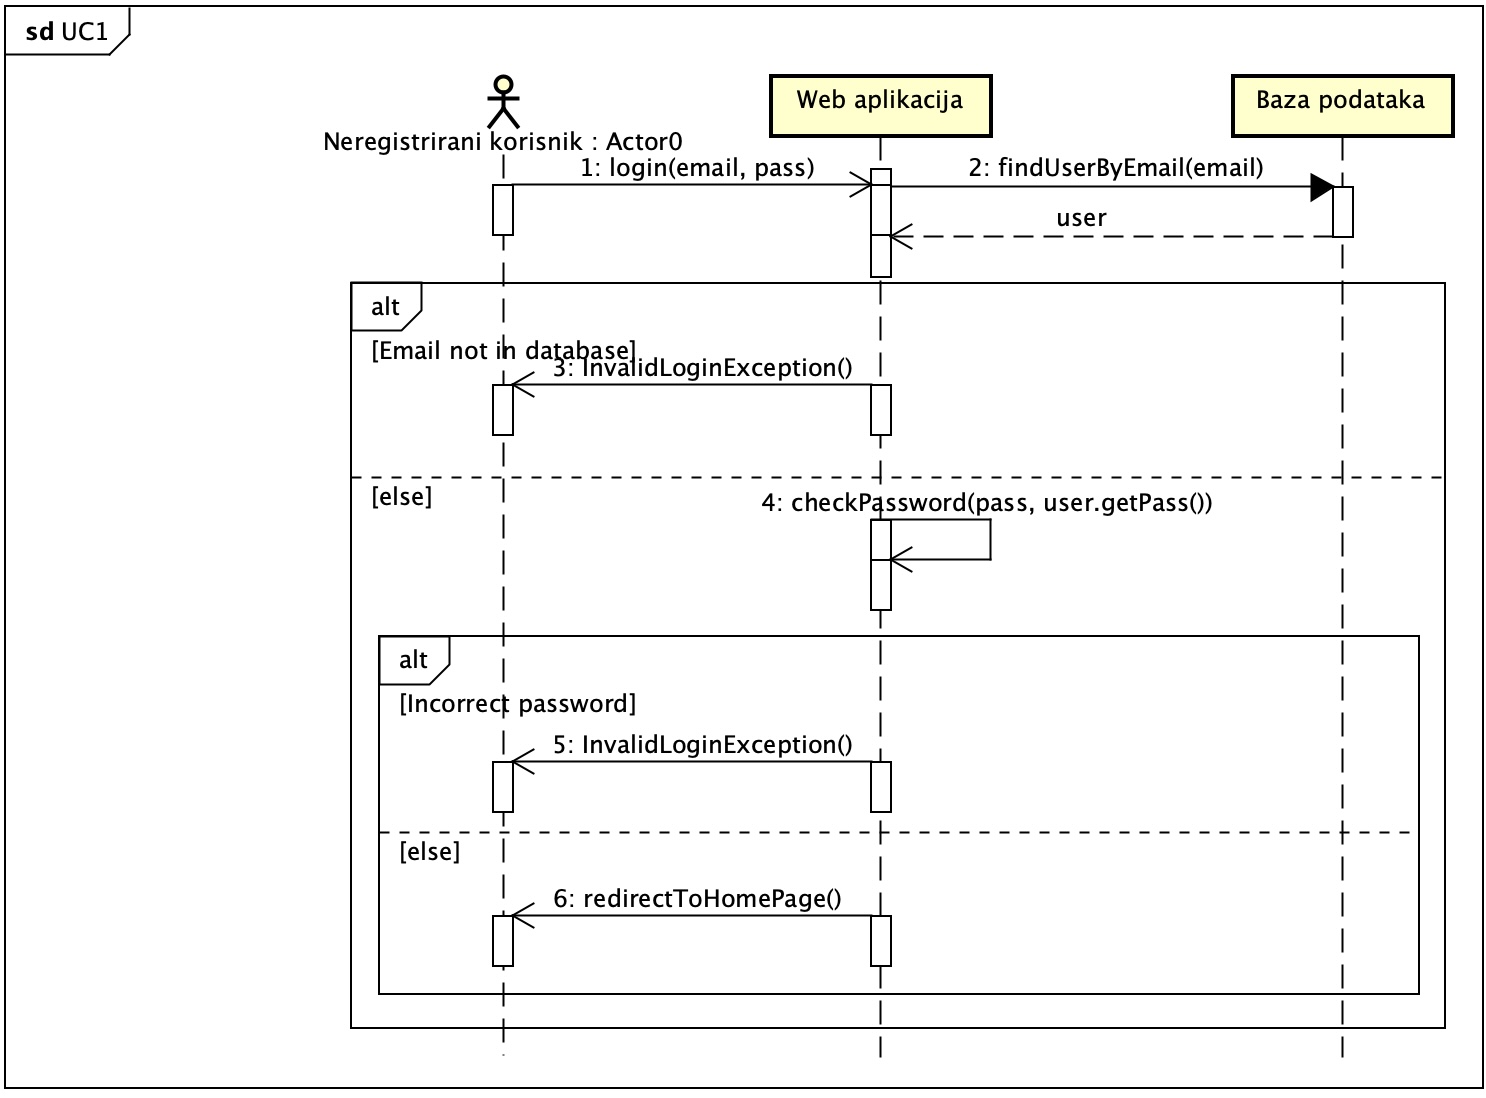 sd UC1
Web aplikacija
Baza podataka
Neregistrirani korisnik : Actor0
1: login(email, pass)
2: findUserByEmail(email)
user
alt
[Email not in database]
3: InvalidLoginException()
[else]
4: checkPassword(pass, user.getPass())
alt
[Incorrect password]
5: InvalidLoginException()
[else]
6: redirectToHomePage()